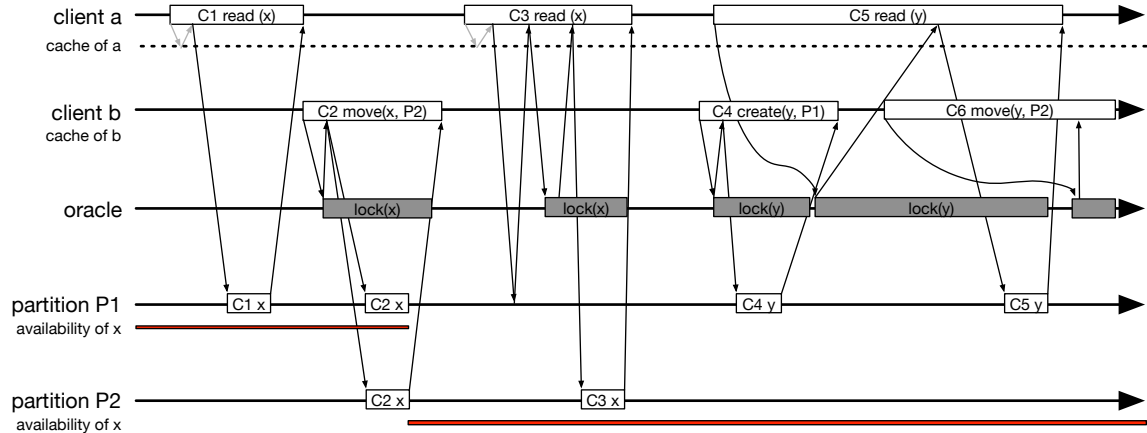 client a
C1 read (x)
C3 read (x)
C5 read (y)
cache of a
client b
C2 move(x, P2)
C4 create(y, P1)
C6 move(y, P2)
cache of b
oracle
lock(x)
lock(x)
lock(y)
lock(y)
partition P1
C1 x
C2 x
C4 y
C5 y
availability of x
partition P2
C2 x
C3 x
availability of x